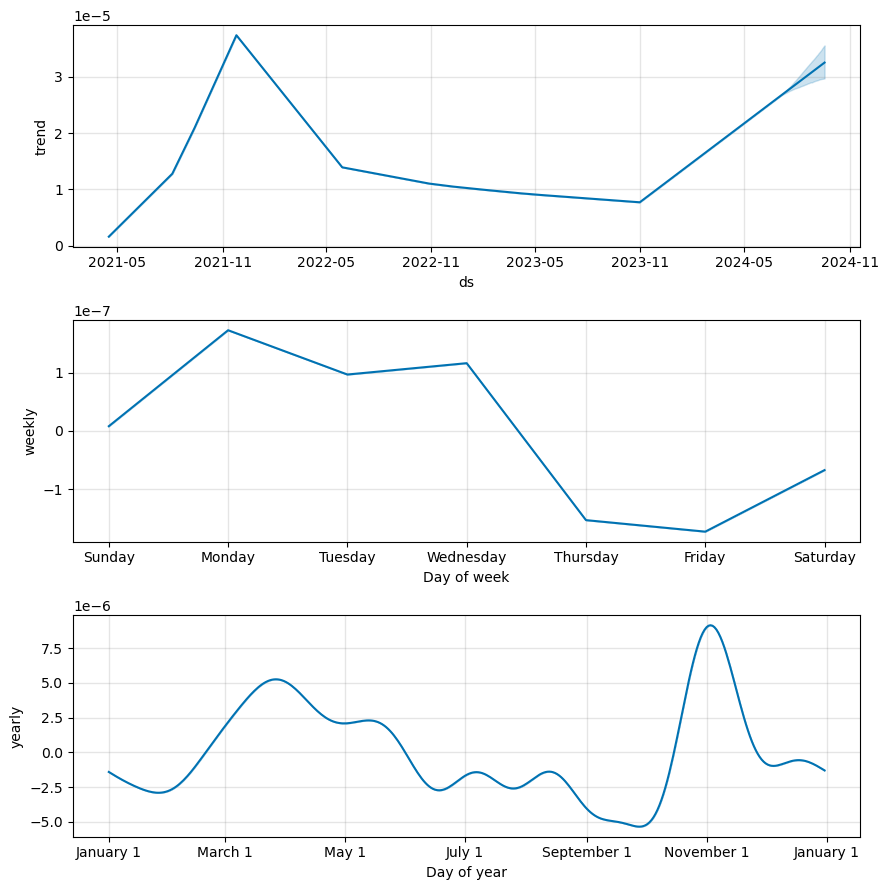 1e−5
trend
3
2
1
0
2021-05 2021-11 2022-05 2022-11 2023-05 2023-11 2024-05 2024-11
ds
1e−7
weekly
1
0
−1
Sunday Monday Tuesday Wednesday Thursday Friday Saturday
Day of week
1e−6
yearly
7.5
5.0
2.5
0.0
−2.5
−5.0
January 1 March 1 May 1 July 1 September 1 November 1 January 1
Day of year